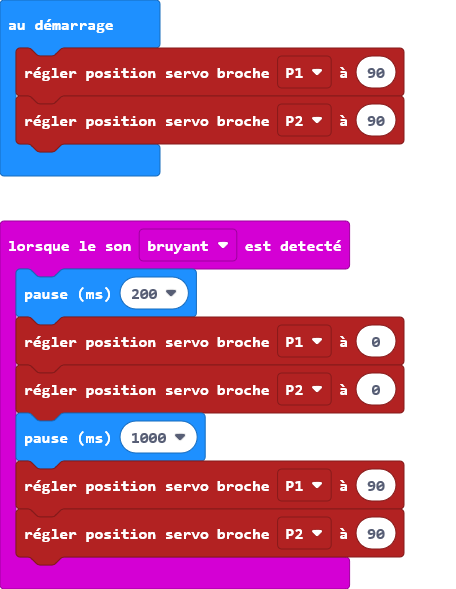 au démarrage
régler position servo broche P1 à 90
régler position servo broche P2 à 90
lorsque le son bruyant est detecté
pause (ms) 200
régler position servo broche P1 à 0
régler position servo broche P2 à 0
pause (ms) 1000
régler position servo broche P1 à 90
régler position servo broche P2 à 90